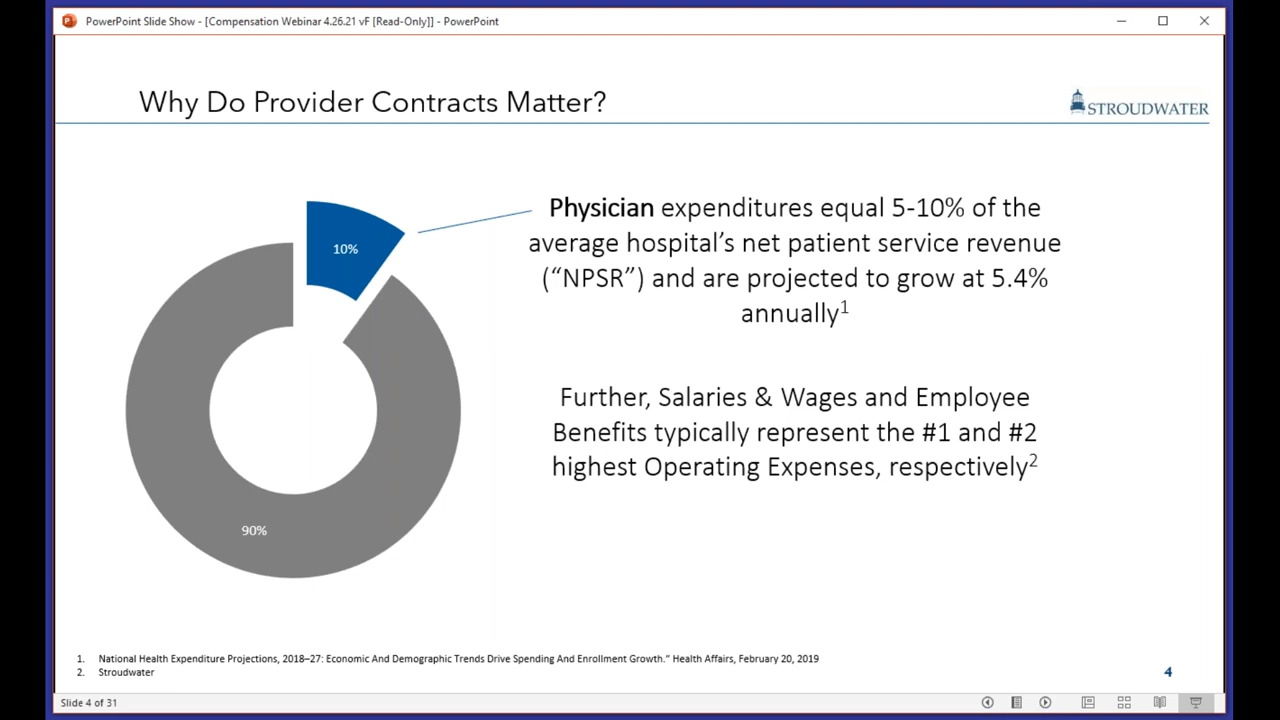 PowerPoint Slide Show - [Compensation Webinar 4.26.21 vF [Read-Only]] - PowerPoint
Why Do Provider Contracts Matter?
STROUDWATER
Physician expenditures equal 5-10% of the
average hospital’s net patient service revenue
(“NPSR”) and are projected to grow at 5.4%
annually1
10%
Further, Salaries & Wages and Employee
Benefits typically represent the #1 and #2
highest Operating Expenses, respectively2
90%
1. National Health Expenditure Projections, 2018–27: Economic And Demographic Trends Drive Spending And Enrollment Growth.” Health Affairs, February 20, 2019
2. Stroudwater
4
Slide 4 of 31